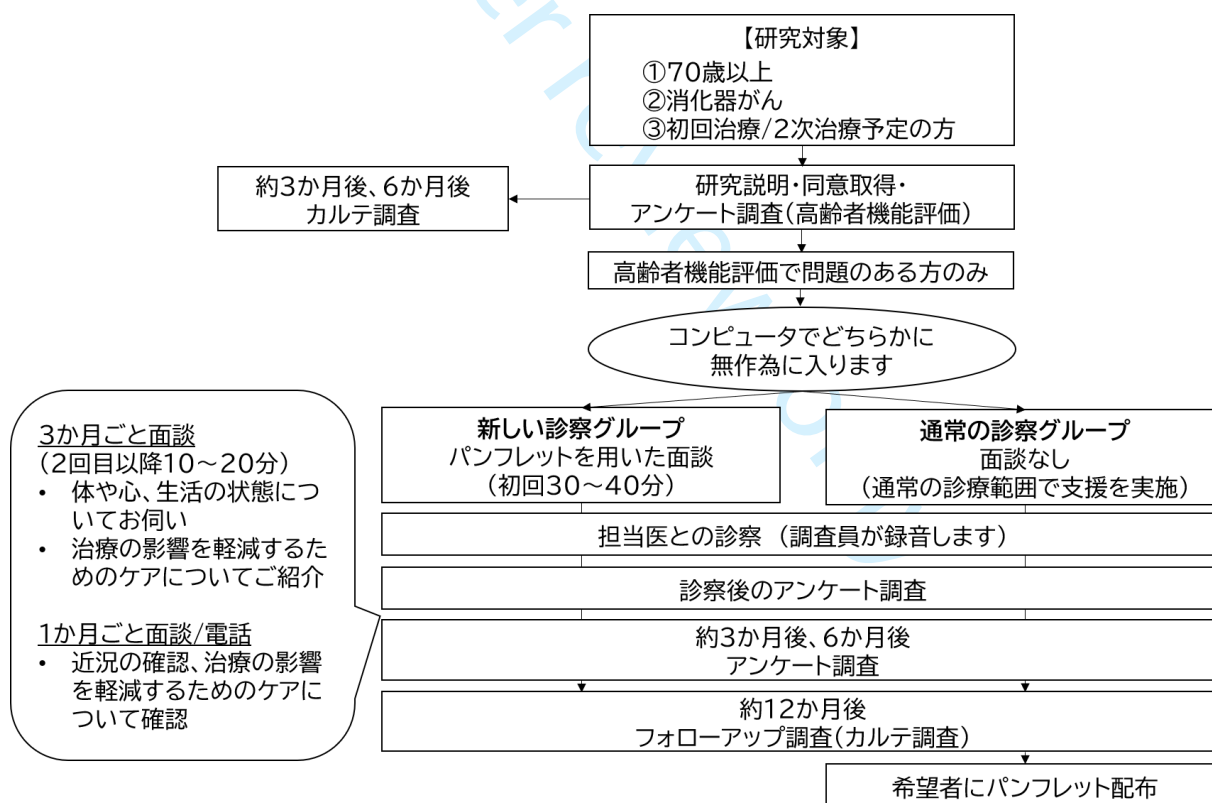 【研究対象】
①70歳以上
②消化器がん
③初回治療/2次治療予定の方
研究説明・同意取得・
アンケート調査(高齢者機能評価)
約3か月後、6か月後
カルテ調査
高齢者機能評価で問題のある方のみ
コンピュータでどちらかに
無作為に入ります
新しい診察グループ
パンフレットを用いた面談
(初回30~40分)
通常の診察グループ
面談なし
(通常の診療範囲で支援を実施)
3か月ごと面談
(2回目以降10~20分)
• 体や心、生活の状態につ
いてお伺い
• 治療の影響を軽減するた
めのケアについてご紹介
1か月ごと面談/電話
• 近況の確認、治療の影響
を軽減するためのケアに
ついて確認
担当医との診察 (調査員が録音します)
診察後のアンケート調査
約3か月後、6か月後
アンケート調査
約12か月後
フォローアップ調査(カルテ調査)
希望者にパンフレット配布